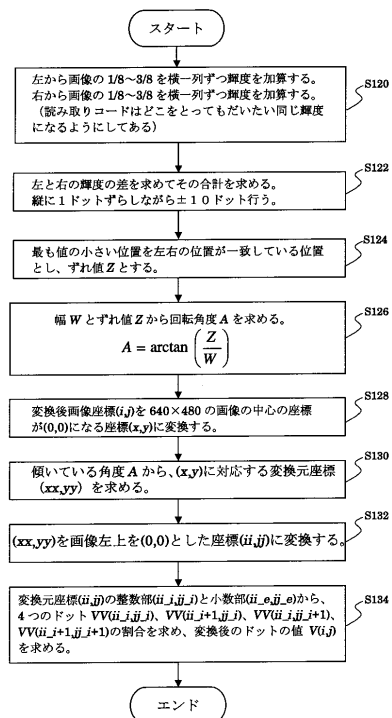 スタート
S120
左から画像の 1/8～3/8 を横一列ずつ輝度を加算する。
右から画像の 1/8～3/8 を横一列ずつ輝度を加算する。
（読み取りコードはどこをとってもだいたい同じ輝度
になるようにしてある）
S122
左と右の輝度の差を求めてその合計を求める。
縦に１ドットずらしながら±１０ドット行う。
S124
最も値の小さい位置を左右の位置が一致している位置
とし、ずれ値 Z とする。
S126
幅 W とずれ値 Z から回転角度 A を求める。
A = arctan (Z/W)
S128
変換後画像座標(i,j)を 640×480 の画像の中心の座標
が(0,0)になる座標(x,y)に変換する。
S130
傾いている角度 A から、(x,y)に対応する変換元座標
(xx,yy) を求める。
S132
(xx,yy)を画像左上を(0,0)とした座標(ii,jj)に変換する。
S134
変換元座標(ii,jj)の整数部(ii_i,jj_i)と小数部(ii_e,jj_e)から、
４つのドット VV(ii_i,jj_i)、VV(ii_i+1,jj_i)、VV(ii_i,jj_i+1)、
VV(ii_i+1,jj_i+1)の割合を求め、変換後のドットの値 V(i,j)
を求める。
エンド